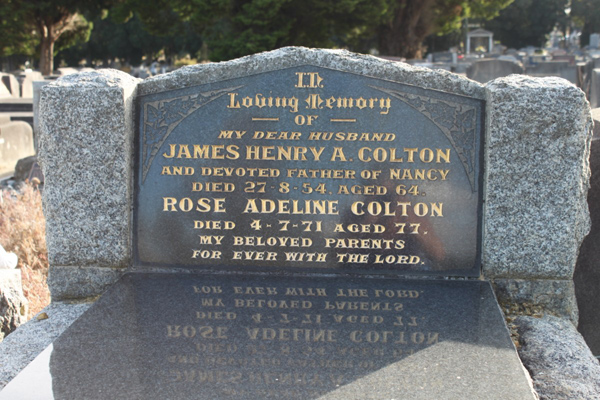 In
Loving Memory
OF
MY DEAR HUSBAND
JAMES HENRY A. COLTON
AND DEVOTED FATHER OF NANCY
DIED 27-8-54. AGED 64.
ROSE ADELINE COLTON
DIED 4-7-71 AGED 77.
MY BELOVED PARENTS
FOR EVER WITH THE LORD.